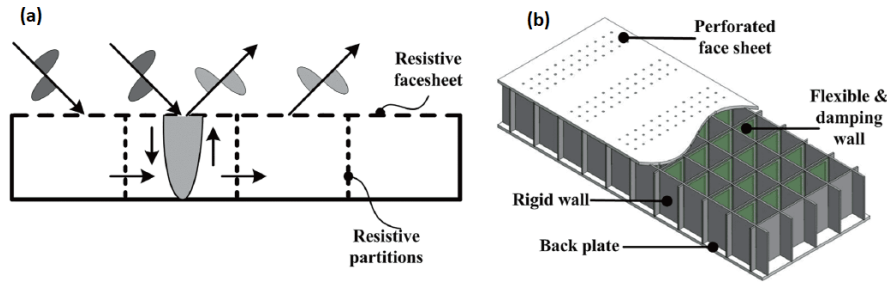 (a)
Resistive
facesheet
Resistive
partitions
(b)
Perforated
face sheet
Flexible &
damping
wall
Rigid wall
Back plate